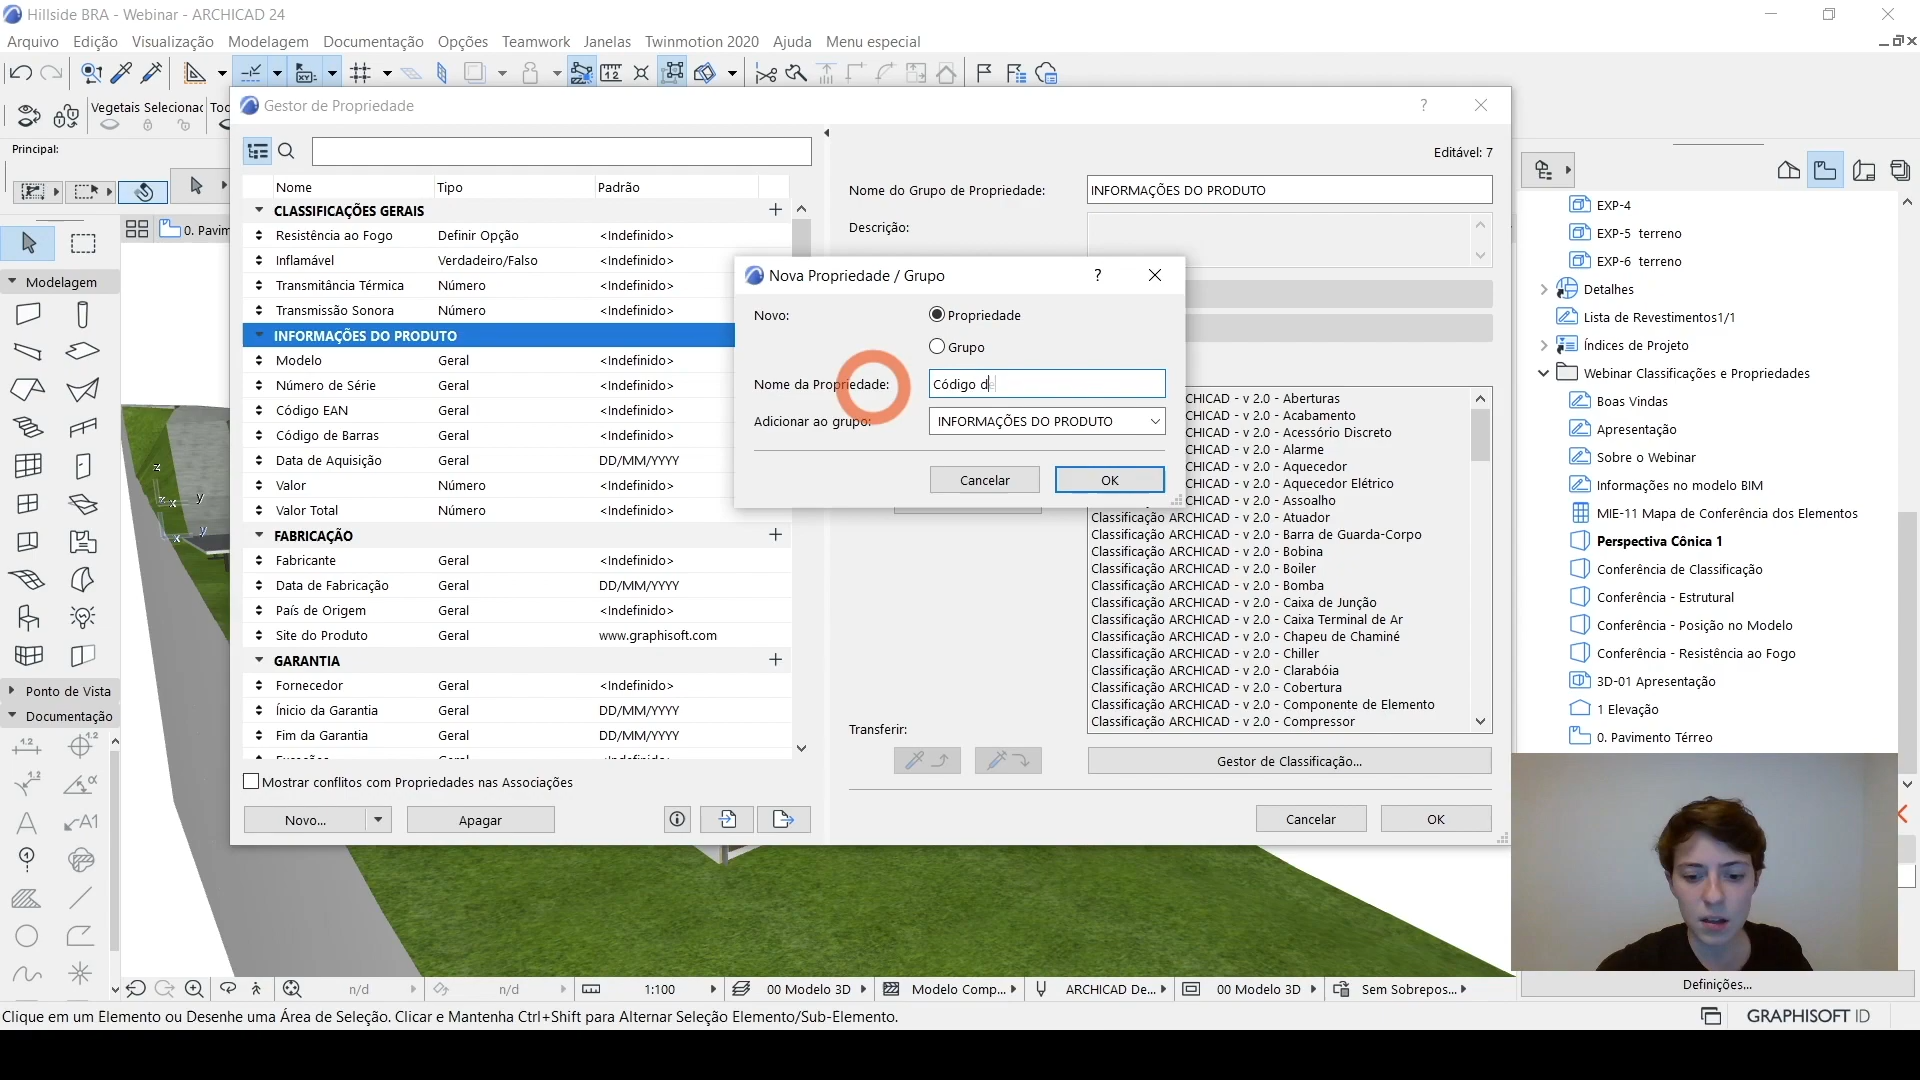 Hillside BRA - Webinar - ARCHICAD 24
Arquivo Edição Visualização Modelagem Documentação Opções Teamwork Janelas Twinmotion 2020 Ajuda Menu especial
Vegetais Selecionac
Principal:
0. Pavim
Modelagem
Ponto de Vista
Documentação
Gestor de Propriedade
Nome Tipo Padrão
CLASSIFICAÇÕES GERAIS
Resistência ao Fogo Definir Opção <Indefinido>
Inflamável Verdadeiro/Falso <Indefinido>
Transmitância Térmica Número <Indefinido>
Transmissão Sonora Número <Indefinido>
INFORMAÇÕES DO PRODUTO
Modelo Geral <Indefinido>
Número de Série Geral <Indefinido>
Código EAN Geral <Indefinido>
Código de Barras Geral <Indefinido>
Data de Aquisição Geral DD/MM/YYYY
Valor Número <Indefinido>
Valor Total Número <Indefinido>
FABRICAÇÃO
Fabricante Geral <Indefinido>
Data de Fabricação Geral DD/MM/YYYY
País de Origem Geral <Indefinido>
Site do Produto Geral www.graphisoft.com
GARANTIA
Fornecedor Geral <Indefinido>
Ínicio da Garantia Geral DD/MM/YYYY
Fim da Garantia Geral DD/MM/YYYY
Mostrar conflitos com Propriedades nas Associações
Novo... Apagar
Editável: 7
Nome do Grupo de Propriedade: INFORMAÇÕES DO PRODUTO
Descrição:
Nova Propriedade / Grupo
Novo: Propriedade
Grupo
Nome da Propriedade: Código d
Adicionar ao grupo: INFORMAÇÕES DO PRODUTO
Cancelar OK
CHICAD - v 2.0 - Aberturas
CHICAD - v 2.0 - Acabamento
CHICAD - v 2.0 - Acessório Discreto
CHICAD - v 2.0 - Alarme
CHICAD - v 2.0 - Aquecedor
CHICAD - v 2.0 - Aquecedor Elétrico
CHICAD - v 2.0 - Assoalho
Classificação ARCHICAD - v 2.0 - Atuador
Classificação ARCHICAD - v 2.0 - Barra de Guarda-Corpo
Classificação ARCHICAD - v 2.0 - Bobina
Classificação ARCHICAD - v 2.0 - Boiler
Classificação ARCHICAD - v 2.0 - Bomba
Classificação ARCHICAD - v 2.0 - Caixa de Junção
Classificação ARCHICAD - v 2.0 - Caixa Terminal de Ar
Classificação ARCHICAD - v 2.0 - Chapeu de Chaminé
Classificação ARCHICAD - v 2.0 - Chiller
Classificação ARCHICAD - v 2.0 - Clarabóia
Classificação ARCHICAD - v 2.0 - Cobertura
Classificação ARCHICAD - v 2.0 - Componente de Elemento
Classificação ARCHICAD - v 2.0 - Compressor
Transferir:
Gestor de Classificação...
Cancelar OK
EXP-4
EXP-5 terreno
EXP-6 terreno
Detalhes
Lista de Revestimentos1/1
Índices de Projeto
Webinar Classificações e Propriedades
Boas Vindas
Apresentação
Sobre o Webinar
Informações no modelo BIM
MIE-11 Mapa de Conferência dos Elementos
Perspectiva Cônica 1
Conferência de Classificação
Conferência - Estrutural
Conferência - Posição no Modelo
Conferência - Resistência ao Fogo
3D-01 Apresentação
1 Elevação
0. Pavimento Térreo
Definições...
n/d n/d 1:100 00 Modelo 3D Modelo Comp... ARCHICAD De... 00 Modelo 3D Sem Sobrepos...
Clique em um Elemento ou Desenhe uma Área de Seleção. Clicar e Mantenha Ctrl+Shift para Alternar Seleção Elemento/Sub-Elemento.
GRAPHISOFT ID